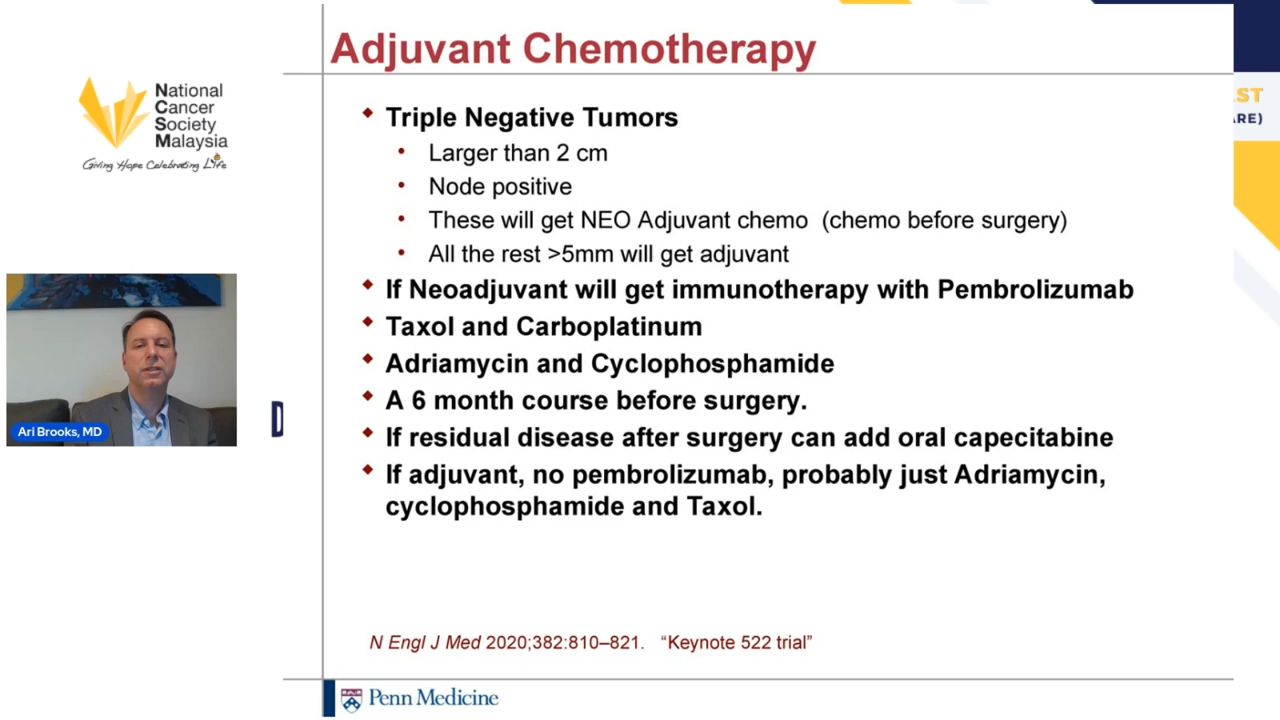 Adjuvant Chemotherapy
National
Cancer
Society
Malaysia
Giving Hope Celebrating Life
Triple Negative Tumors
Larger than 2 cm
Node positive
These will get NEO Adjuvant chemo (chemo before surgery)
All the rest >5mm will get adjuvant
If Neoadjuvant will get immunotherapy with Pembrolizumab
Taxol and Carboplatinum
Adriamycin and Cyclophosphamide
A 6 month course before surgery.
If residual disease after surgery can add oral capecitabine
If adjuvant, no pembrolizumab, probably just Adriamycin,
cyclophosphamide and Taxol.
N Engl J Med 2020;382:810–821. “Keynote 522 trial”
Penn Medicine
Ari Brooks, MD
D
ST
RE)